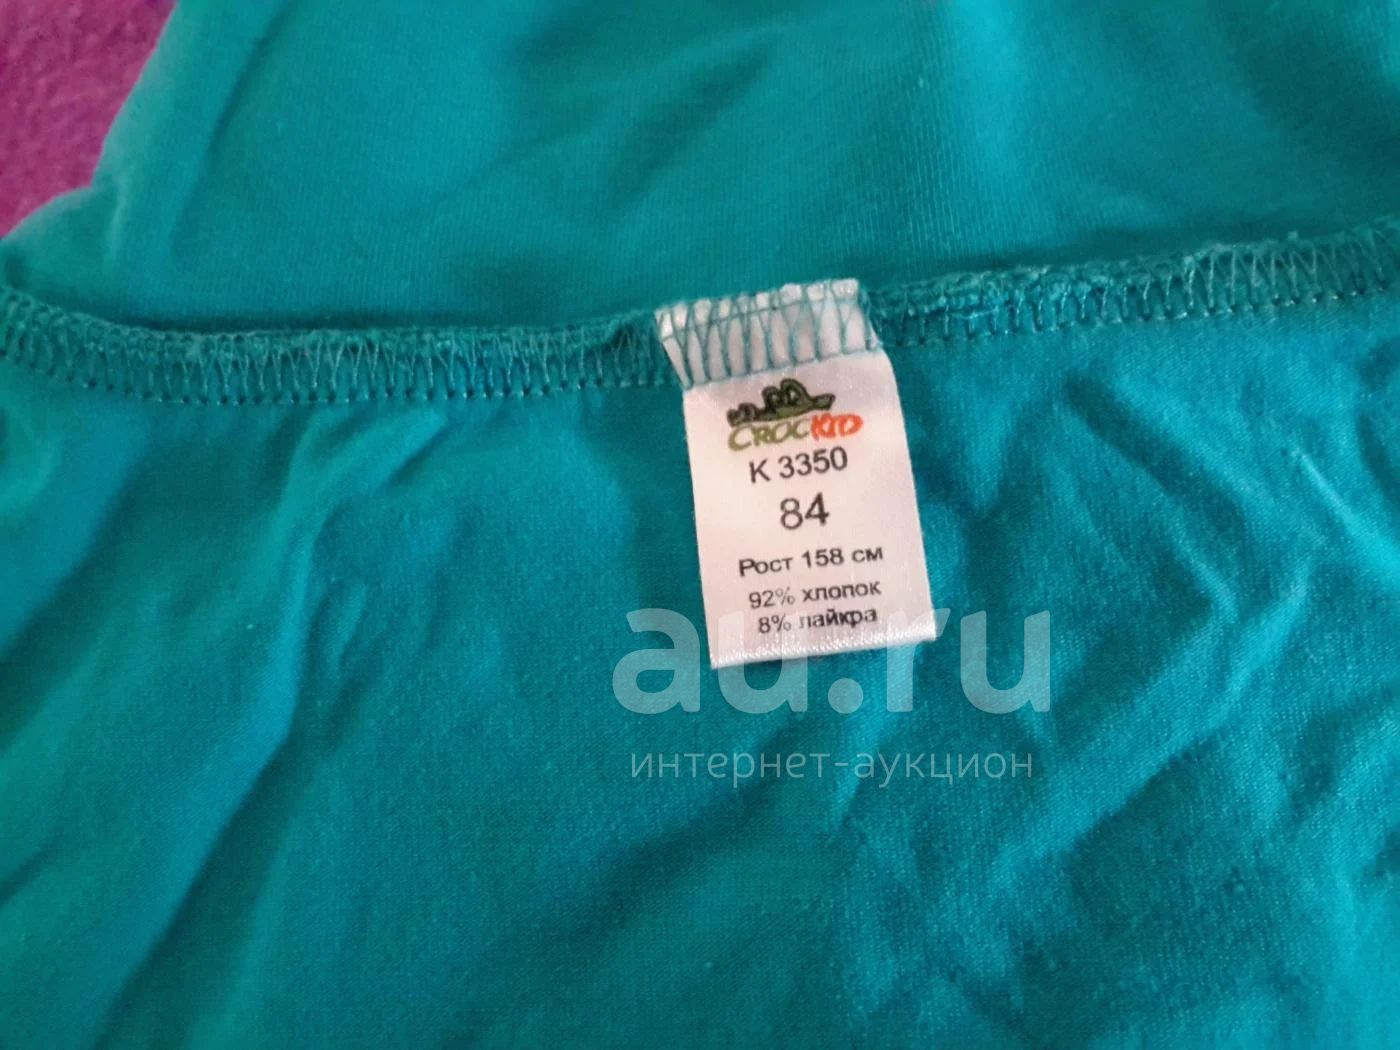 CROCKID
К 3350
84
Рост 158 см
92% хлопок
8% лайкра
au.ru
интернет-аукцион